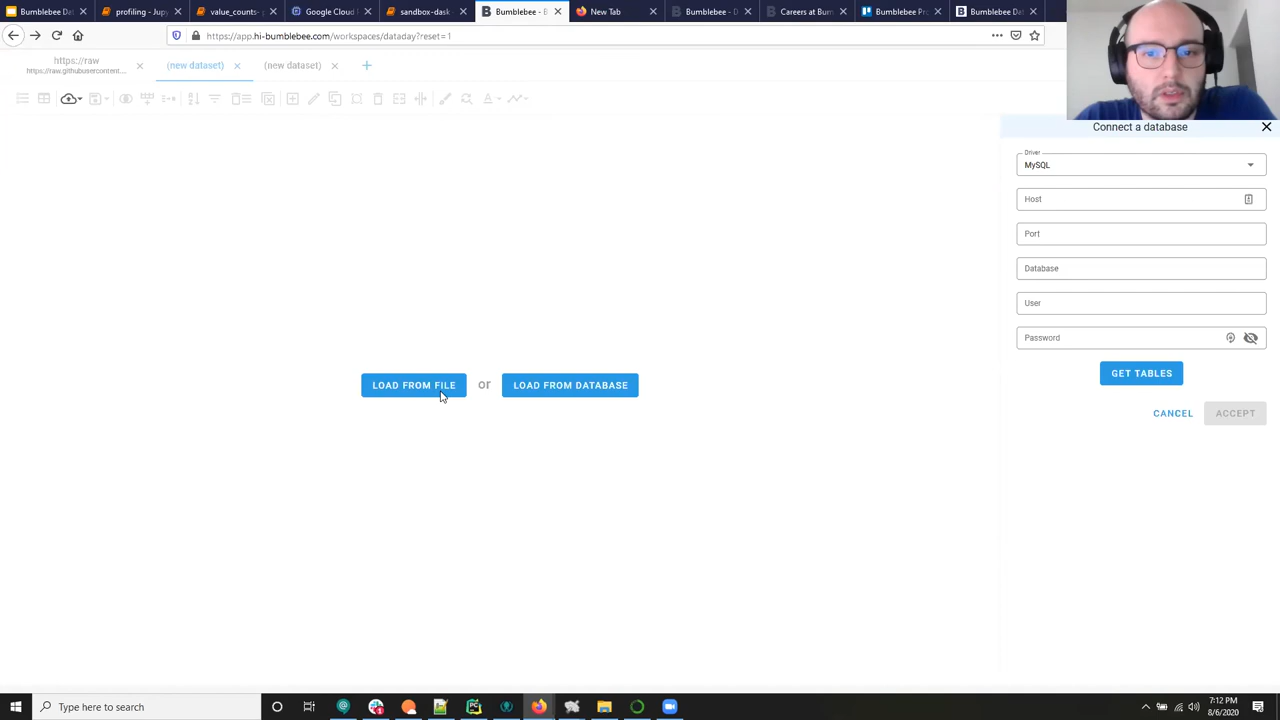 Bumblebee Dat
profiling - Jupy
value_counts-
Google Cloud
sandbox-dask
Bumblebee - B
New Tab
Bumblebee - D
Careers at Bum
Bumblebee Pro
Bumblebee Dat
https://app.hi-bumblebee.com/workspaces/dataday?reset=1
https://raw
https://raw.githubusercontent....
(new dataset)
(new dataset)
Connect a database
Driver
MySQL
Host
Port
Database
User
Password
GET TABLES
CANCEL
ACCEPT
LOAD FROM FILE or LOAD FROM DATABASE
Type here to search
7:12 PM
8/6/2020